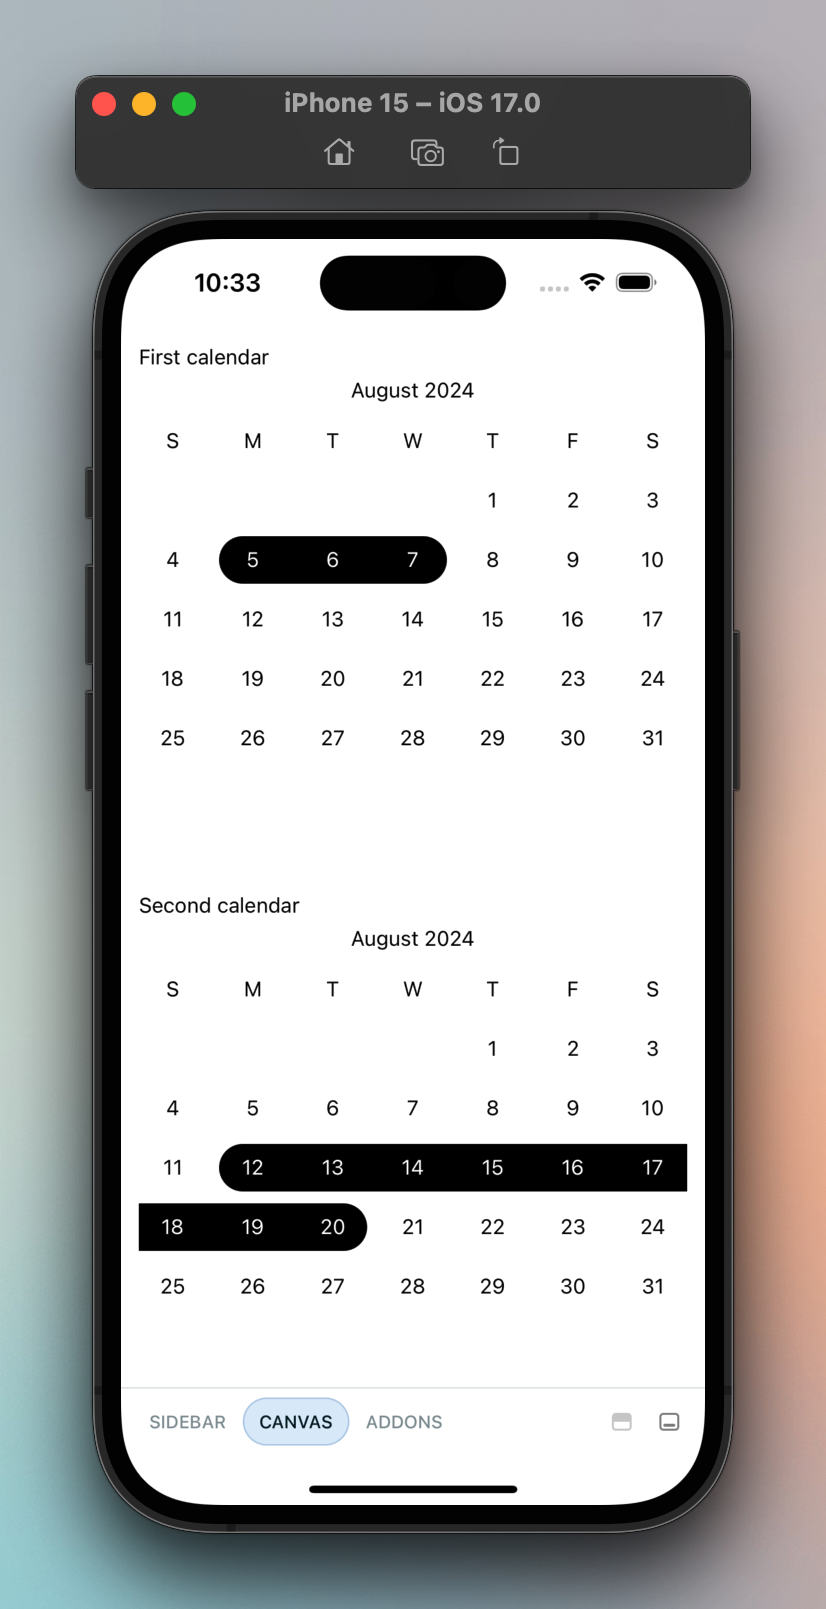 iPhone 15 – iOS 17.0
10:33
First calendar
August 2024
S M T W T F S
1 2 3
4 5 6 7 8 9 10
11 12 13 14 15 16 17
18 19 20 21 22 23 24
25 26 27 28 29 30 31
Second calendar
August 2024
S M T W T F S
1 2 3
4 5 6 7 8 9 10
11 12 13 14 15 16 17
18 19 20 21 22 23 24
25 26 27 28 29 30 31
SIDEBAR CANVAS ADDONS